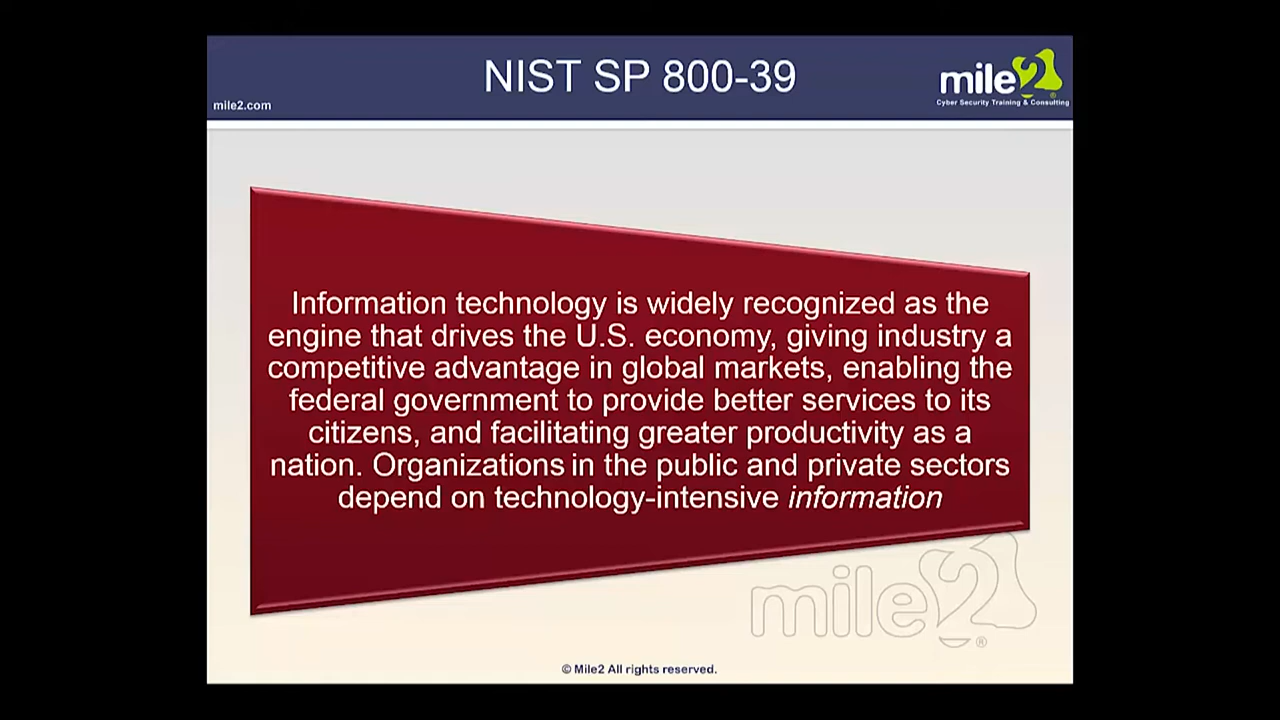 NIST SP 800-39
mile2.com
mile2
Cyber Security Training & Consulting
Information technology is widely recognized as the
engine that drives the U.S. economy, giving industry a
competitive advantage in global markets, enabling the
federal government to provide better services to its
citizens, and facilitating greater productivity as a
nation. Organizations in the public and private sectors
depend on technology-intensive information
mile2®
© Mile2 All rights reserved.